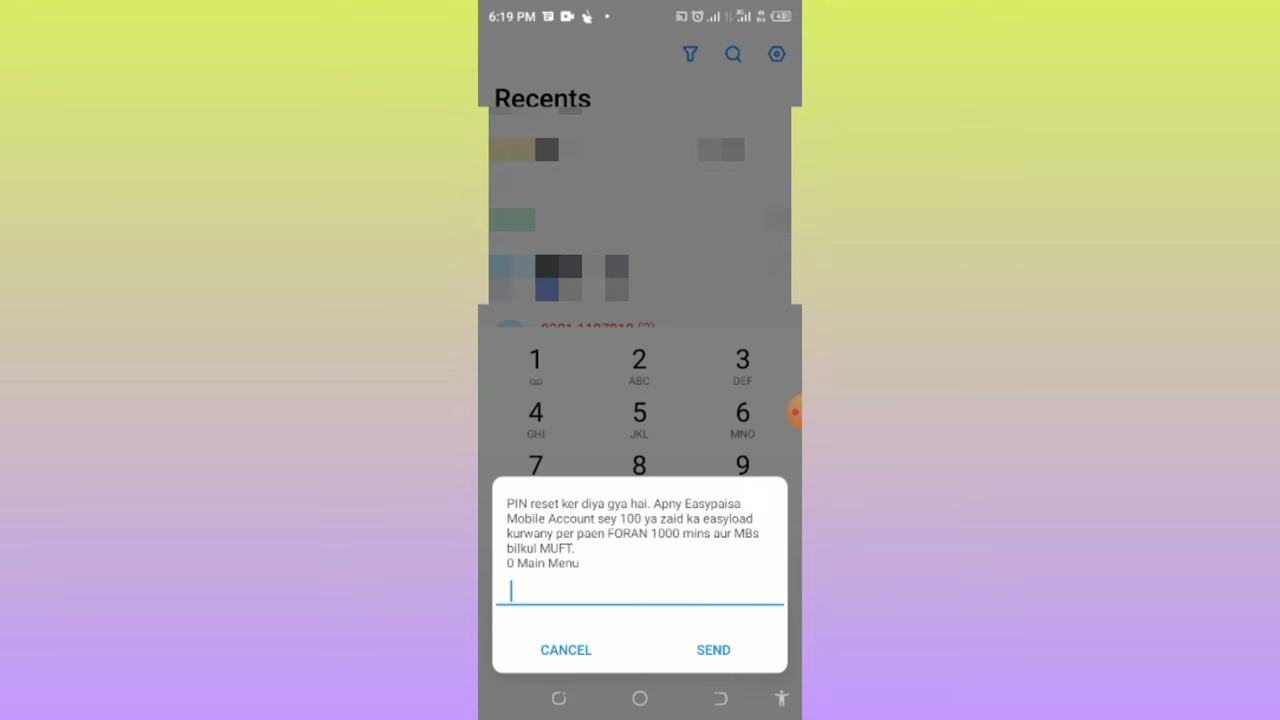 6:19 PM
Recents
1 2 3
ABC DEF
4 5 6
GHI JKL MNO
7 8 9
PIN reset ker diya gya hai. Apny Easypaisa
Mobile Account sey 100 ya zaid ka easyload
kurwany per paen FORAN 1000 mins aur MBs
bilkul MUFT.
0 Main Menu
CANCEL SEND